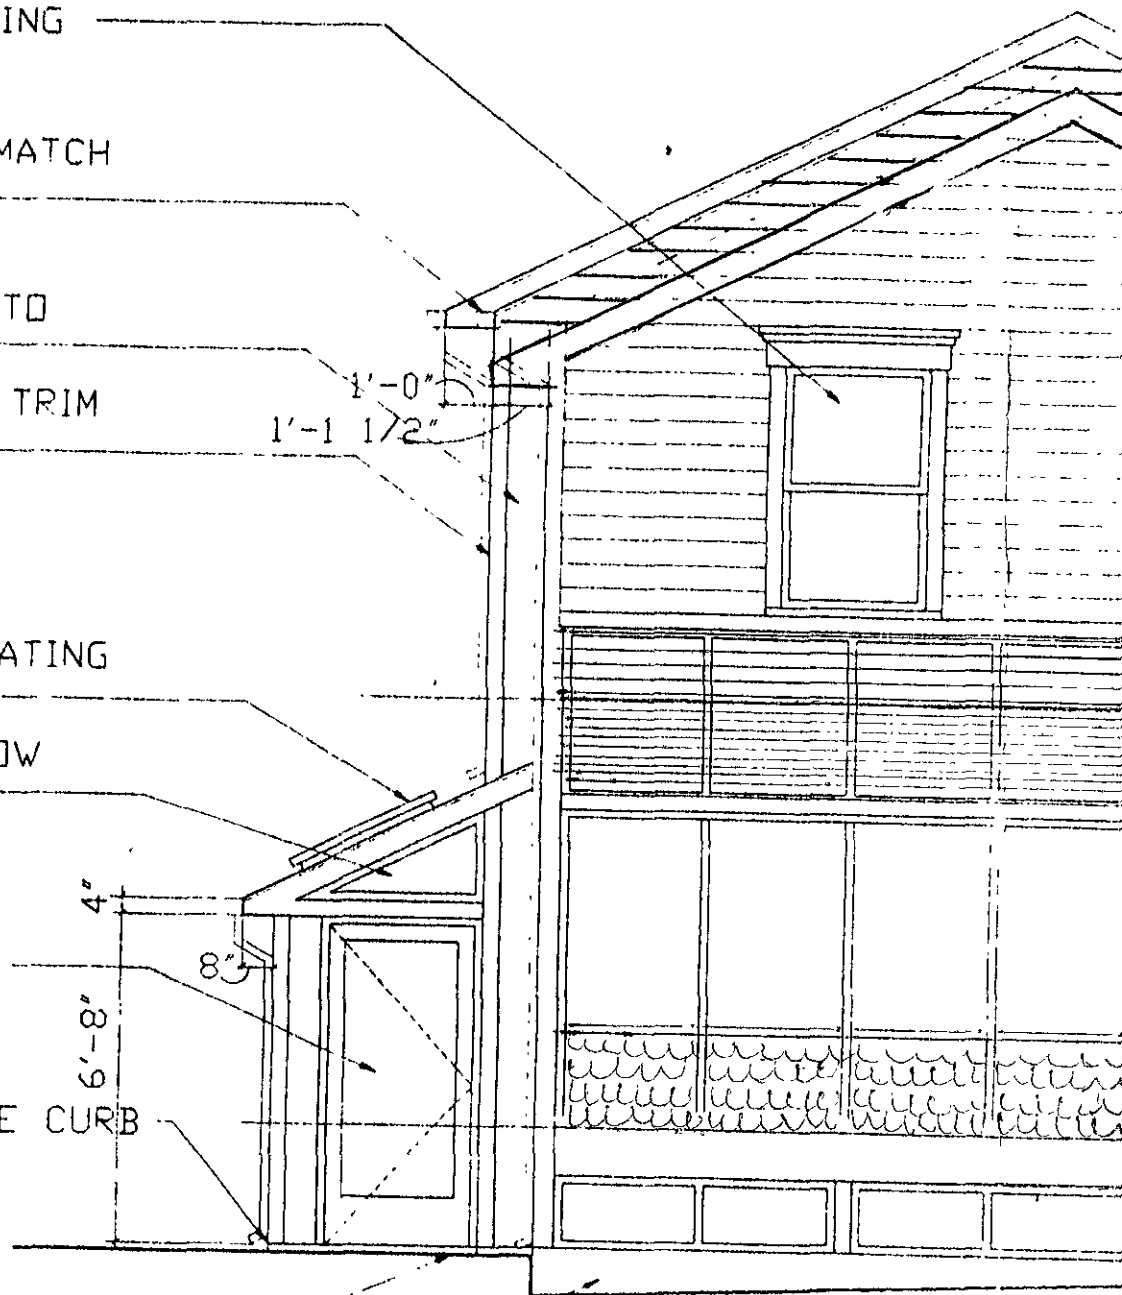 ING
MATCH
TO
1'-0"
TRIM
1'-1 1/2"
ATING
OW
4"
8"
6'-8"
E CURB